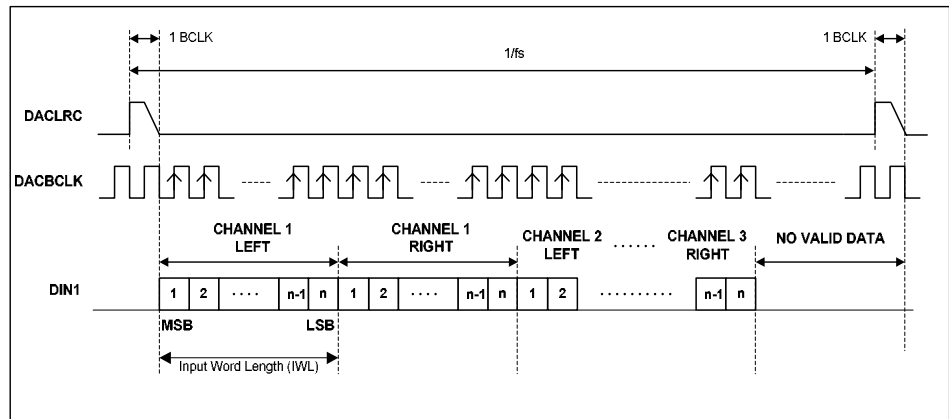 1 BCLK
1 BCLK
1/fs
DACLRC
DACBCLK
CHANNEL 1
LEFT
CHANNEL 1
RIGHT
CHANNEL 2
LEFT
CHANNEL 3
RIGHT
NO VALID DATA
DIN1
1 2 n-1 n 1 2 n-1 n 1 2 n-1 n
MSB
LSB
Input Word Length (IWL)